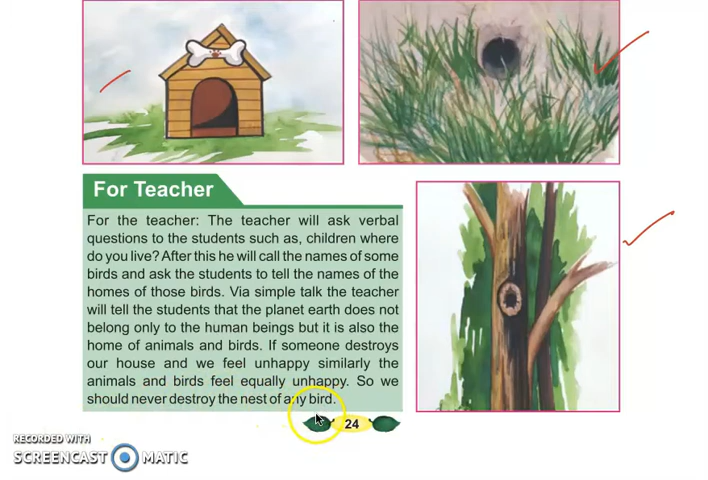 For Teacher
For the teacher: The teacher will ask verbal
questions to the students such as, children where
do you live? After this he will call the names of some
birds and ask the students to tell the names of the
homes of those birds. Via simple talk the teacher
will tell the students that the planet earth does not
belong only to the human beings but it is also the
home of animals and birds. If someone destroys
our house and we feel unhappy similarly the
animals and birds feel equally unhappy. So we
should never destroy the nest of any bird.
24
RECORDED WITH
SCREENCAST MATIC